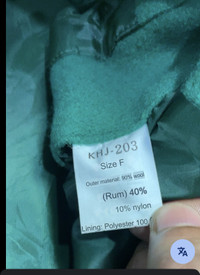 KHJ-203
Size F
Outer material: 50% wool
(Rum) 40%
10% nylon
Lining: Polyester 100